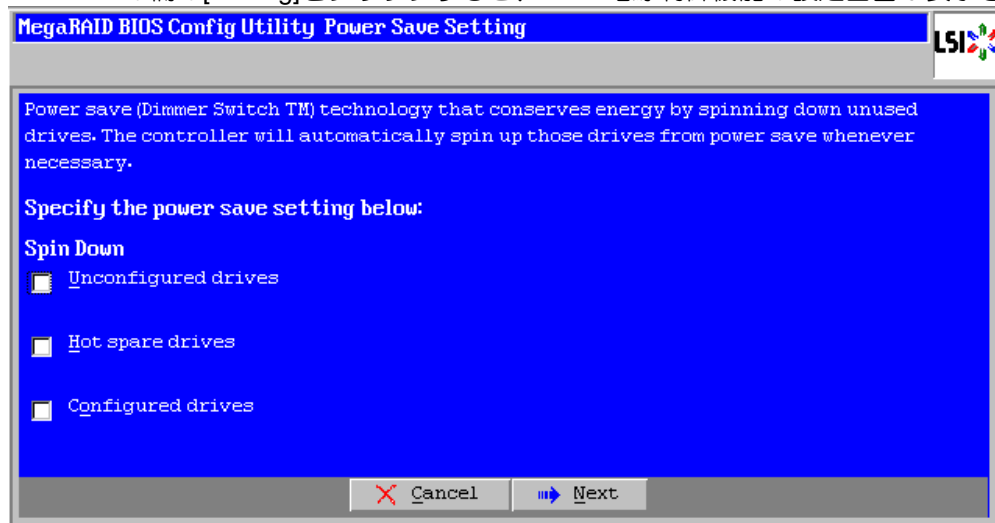 MegaRAID BIOS Config Utility Power Save Setting
LSI
Power save (Dimmer Switch TM) technology that conserves energy by spinning down unused
drives. The controller will automatically spin up those drives from power save whenever
necessary.
Specify the power save setting below:
Spin Down
Unconfigured drives
Hot spare drives
Configured drives
Cancel
Next